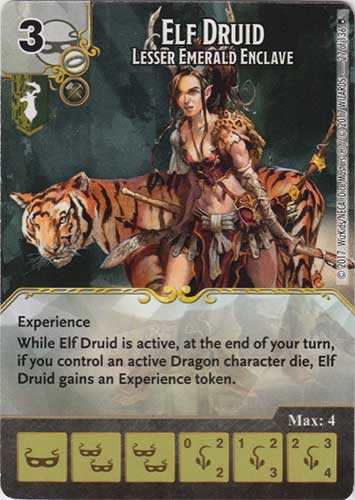 3
ELF DRUID
LESSER EMERALD ENCLAVE
Experience
While Elf Druid is active, at the end of your turn,
if you control an active Dragon character die, Elf
Druid gains an Experience token.
Max: 4
0 2 2
1 2 3
2 3 4